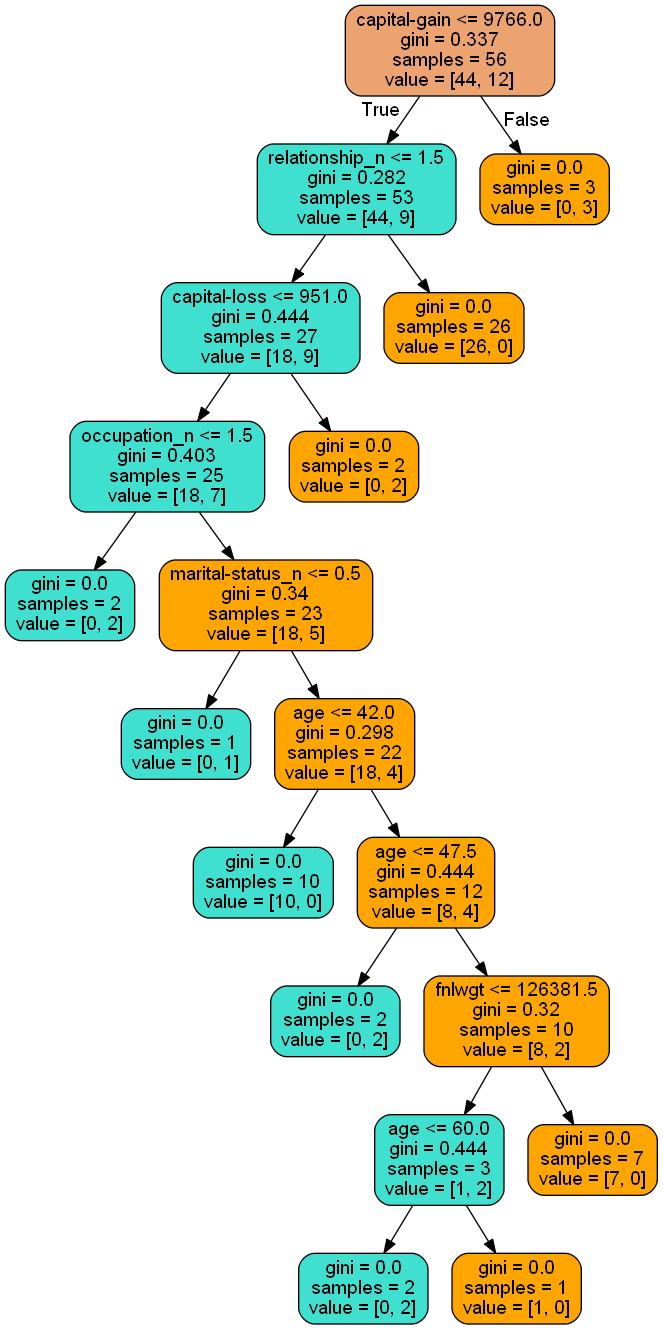 capital-gain <= 9766.0
gini = 0.337
samples = 56
value = [44, 12]
True
False
relationship_n <= 1.5
gini = 0.282
samples = 53
value = [44, 9]
gini = 0.0
samples = 3
value = [0, 3]
capital-loss <= 951.0
gini = 0.444
samples = 27
value = [18, 9]
gini = 0.0
samples = 26
value = [26, 0]
occupation_n <= 1.5
gini = 0.403
samples = 25
value = [18, 7]
gini = 0.0
samples = 2
value = [0, 2]
gini = 0.0
samples = 2
value = [0, 2]
marital-status_n <= 0.5
gini = 0.34
samples = 23
value = [18, 5]
gini = 0.0
samples = 1
value = [0, 1]
age <= 42.0
gini = 0.298
samples = 22
value = [18, 4]
gini = 0.0
samples = 10
value = [10, 0]
age <= 47.5
gini = 0.444
samples = 12
value = [8, 4]
gini = 0.0
samples = 2
value = [0, 2]
fnlwgt <= 126381.5
gini = 0.32
samples = 10
value = [8, 2]
age <= 60.0
gini = 0.444
samples = 3
value = [1, 2]
gini = 0.0
samples = 7
value = [7, 0]
gini = 0.0
samples = 2
value = [0, 2]
gini = 0.0
samples = 1
value = [1, 0]